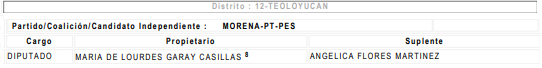 Distrito : 12-TEOLOYUCAN
Partido/Coalición/Candidato Independiente : MORENA-PT-PES
Cargo Propietario Suplente
DIPUTADO MARIA DE LOURDES GARAY CASILLAS 8 ANGELICA FLORES MARTINEZ